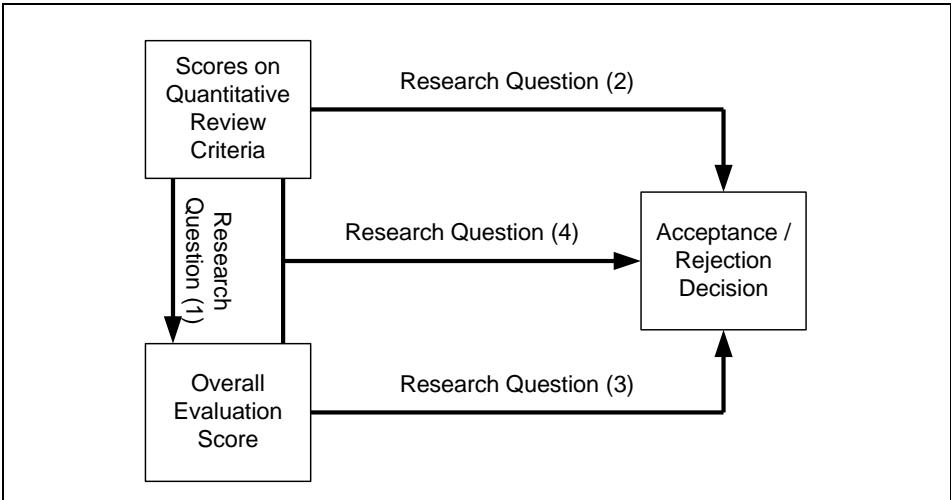 Scores on
Quantitative
Review
Criteria
Research Question (2)
Research
Question (1)
Research Question (4)
Acceptance /
Rejection
Decision
Overall
Evaluation
Score
Research Question (3)